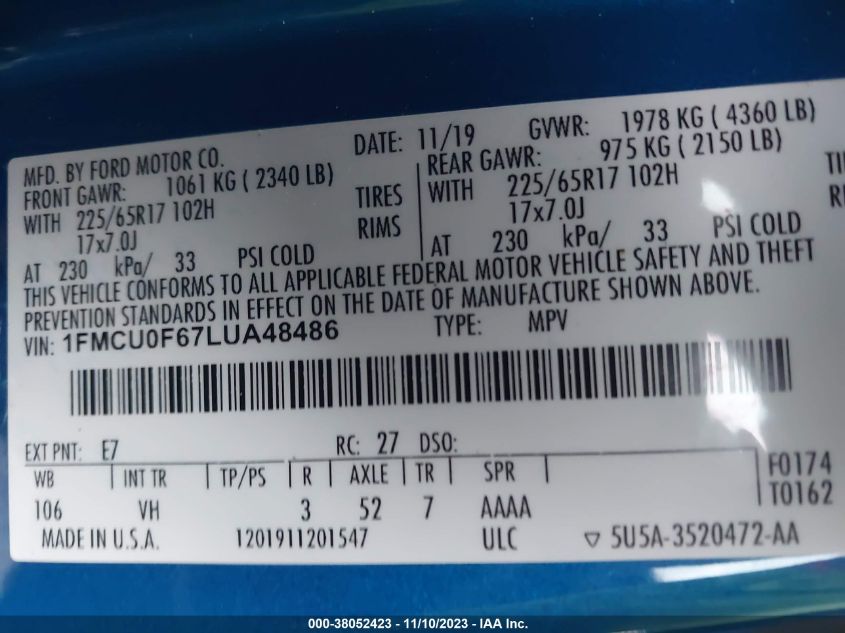 MFD. BY FORD MOTOR CO. DATE: 11/19 GVWR: 1978 KG ( 4360 LB)
FRONT GAWR: 1061 KG ( 2340 LB) REAR GAWR: 975 KG ( 2150 LB)
WITH 225/65R17 102H TIRES WITH 225/65R17 102H
17x7.0J RIMS 17x7.0J
AT 230 kPa/ 33 PSI COLD AT 230 kPa/ 33 PSI COLD
THIS VEHICLE CONFORMS TO ALL APPLICABLE FEDERAL MOTOR VEHICLE SAFETY AND THEFT
PREVENTION STANDARDS IN EFFECT ON THE DATE OF MANUFACTURE SHOWN ABOVE.
VIN: 1FMCU0F67LUA48486 TYPE: MPV
EXT PNT: E7 RC: 27 DSO:
WB INT TR TP/PS R AXLE TR SPR F0174
106 VH 3 52 7 AAAA T0162
MADE IN U.S.A. 1201911201547 ULC ▽ 5U5A-3520472-AA
000-38052423 - 11/10/2023 - IAA Inc.